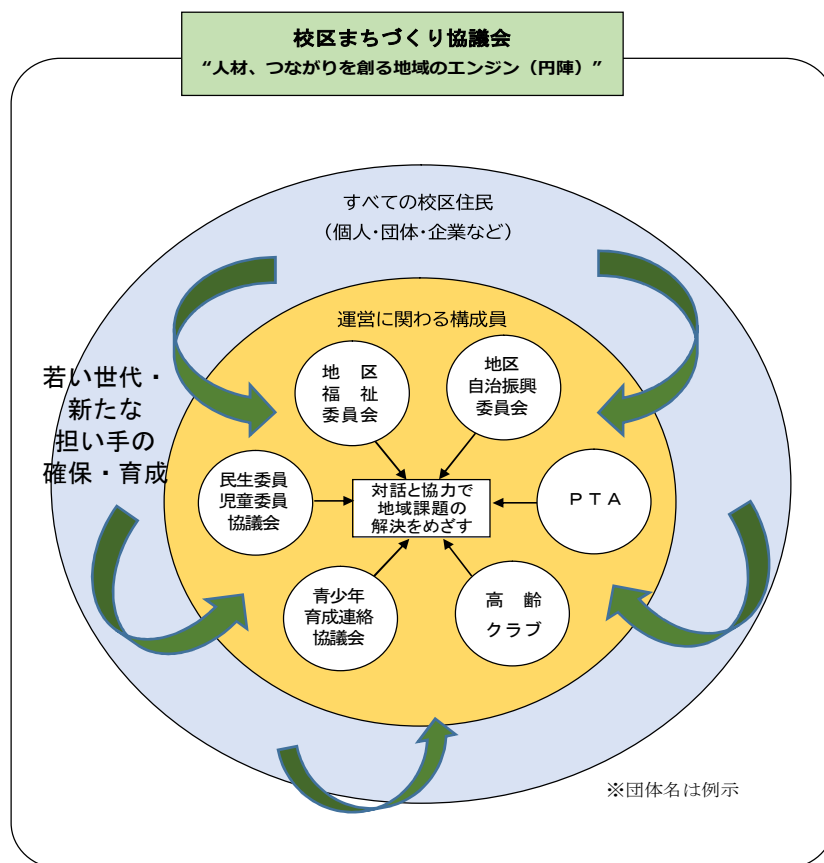 校区まちづくり協議会
“人材、つながりを創る地域のエンジン（円陣）”
すべての校区住民
（個人・団体・企業など）
運営に関わる構成員
地　区
福　祉
委員会
地区
自治振興
委員会
若い世代・
新たな
担い手の
確保・育成
民生委員
児童委員
協議会
対話と協力で
地域課題の
解決をめざす
ＰＴＡ
青少年
育成連絡
協議会
高　齢
クラブ
※団体名は例示